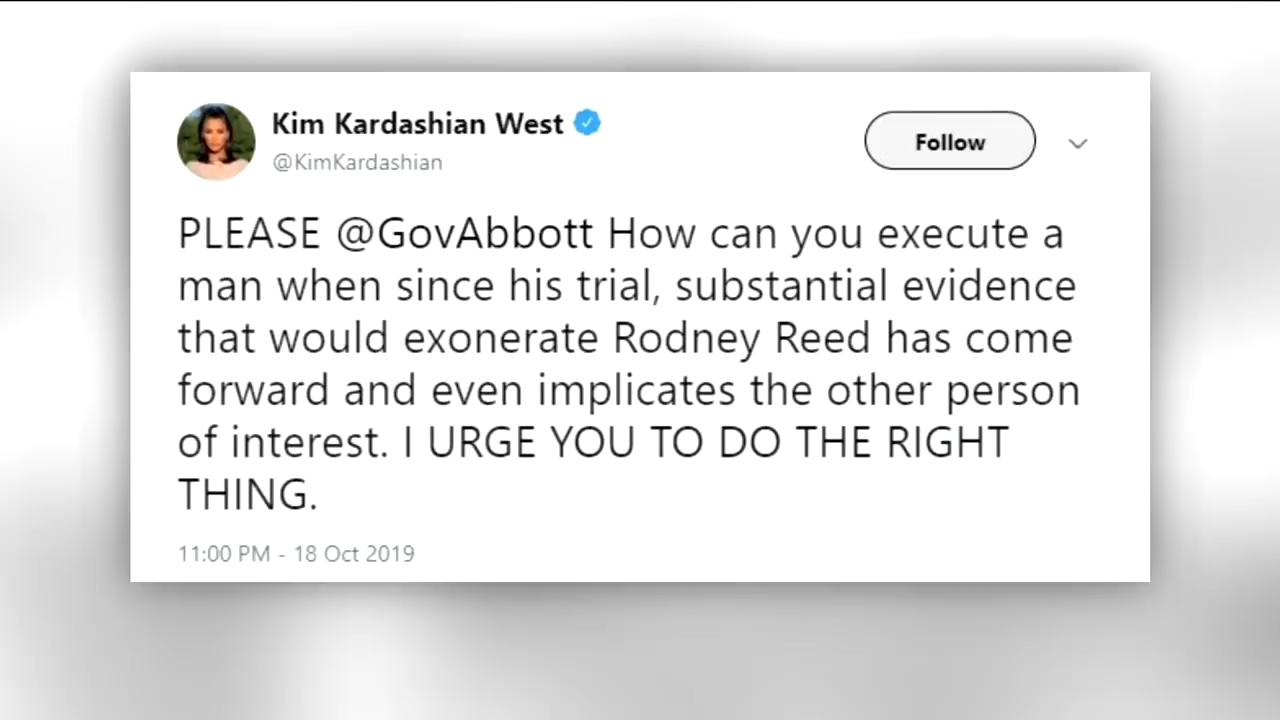 Kim Kardashian West
@KimKardashian
Follow
PLEASE @GovAbbott How can you execute a
man when since his trial, substantial evidence
that would exonerate Rodney Reed has come
forward and even implicates the other person
of interest. I URGE YOU TO DO THE RIGHT
THING.
11:00 PM - 18 Oct 2019